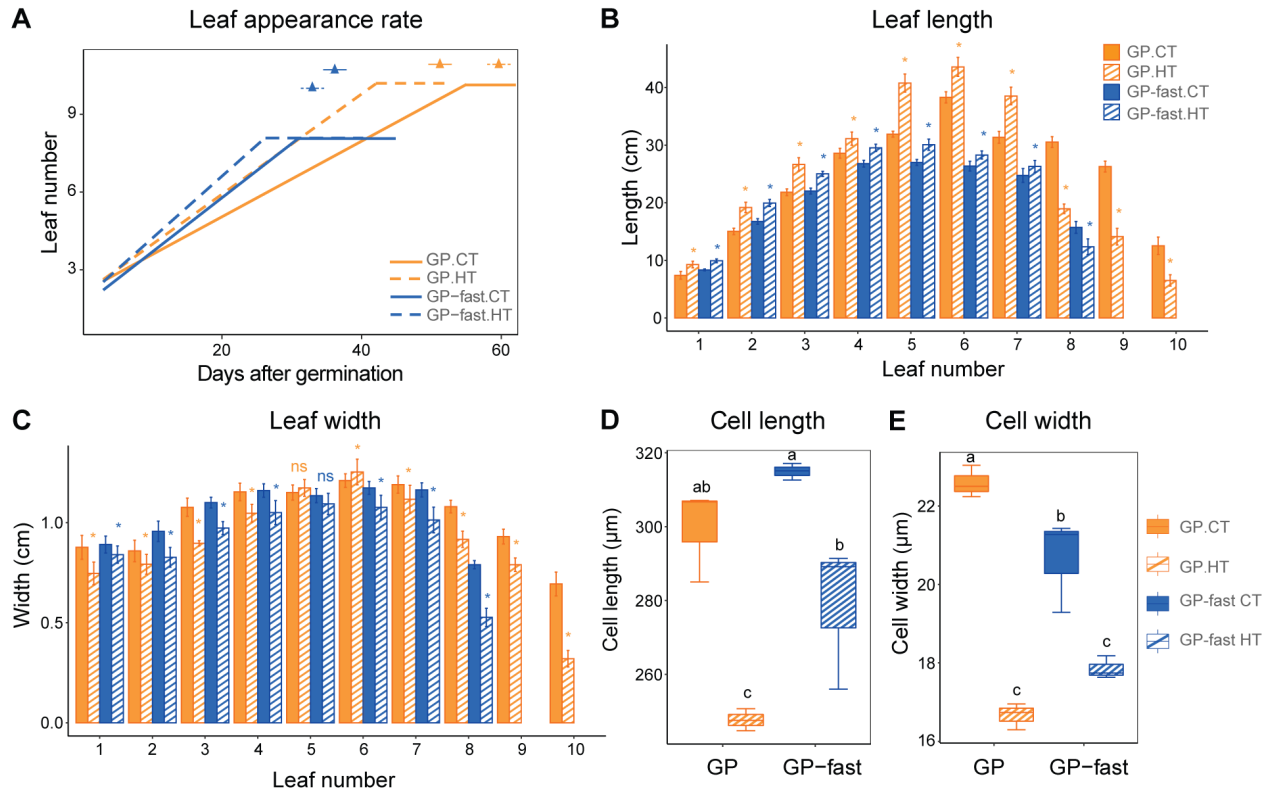 A
Leaf appearance rate
Leaf number
9
6
3
GP.CT
GP.HT
GP−fast.CT
GP−fast.HT
20 40 60
Days after germination
B
Leaf length
Length (cm)
40
30
20
10
0
* * * * * * * * * * * * * * * * * *
GP.CT
GP.HT
GP-fast.CT
GP-fast.HT
1 2 3 4 5 6 7 8 9 10
Leaf number
C
Leaf width
Width (cm)
1.0
0.5
0.0
* * * * * * * * ns ns * * * * * * * *
1 2 3 4 5 6 7 8 9 10
Leaf number
D
Cell length
Cell length (µm)
320
300
280
260
ab
c
a
b
GP GP−fast
E
Cell width
Cell width (µm)
22
20
18
16
a
c
b
c
GP GP−fast
GP.CT
GP.HT
GP-fast CT
GP-fast HT